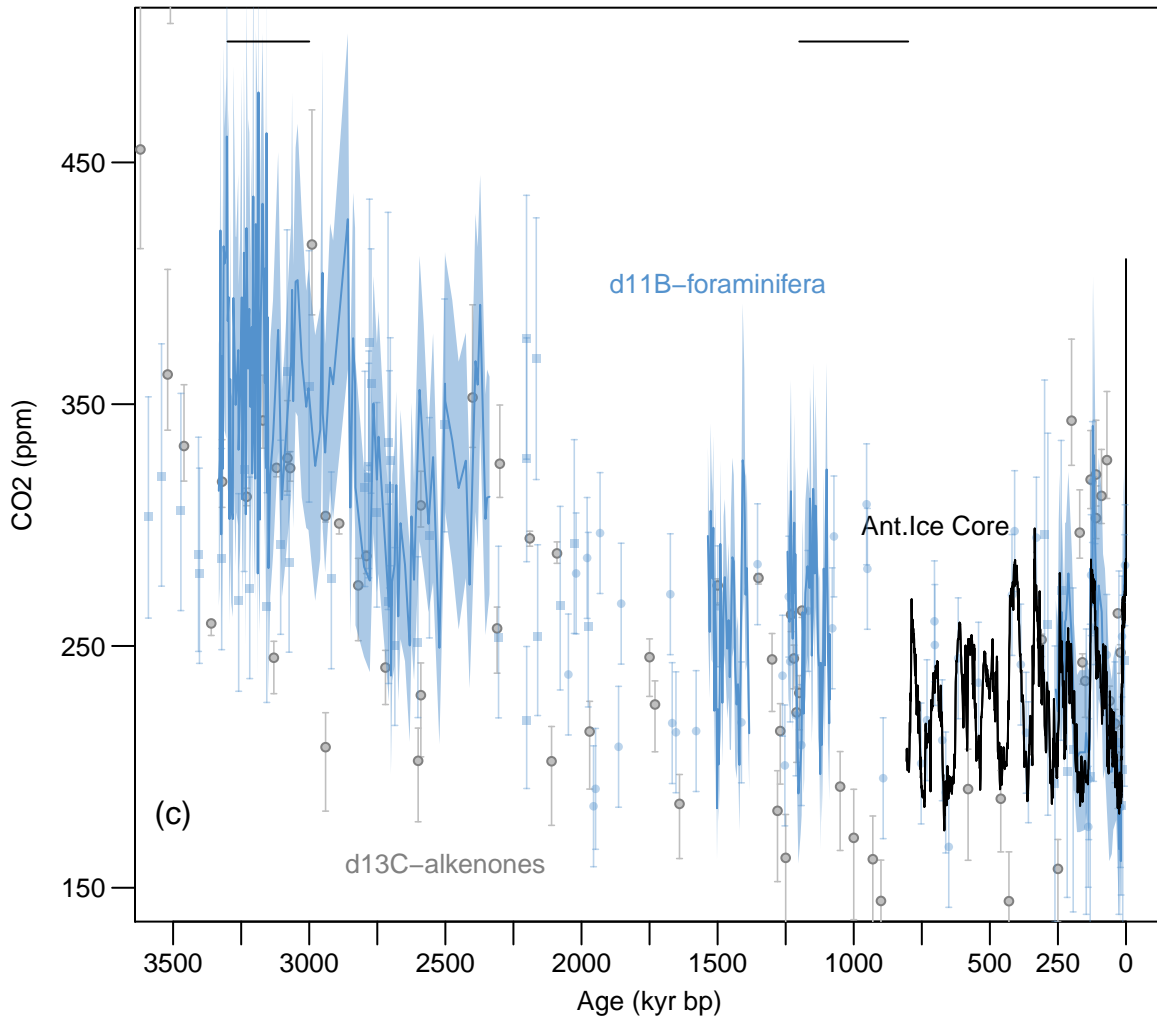 450
350
250
150
CO2 (ppm)
d11B−foraminifera
Ant.Ice Core
(c)
d13C−alkenones
3500 3000 2500 2000 1500 1000 500 250 0
Age (kyr bp)